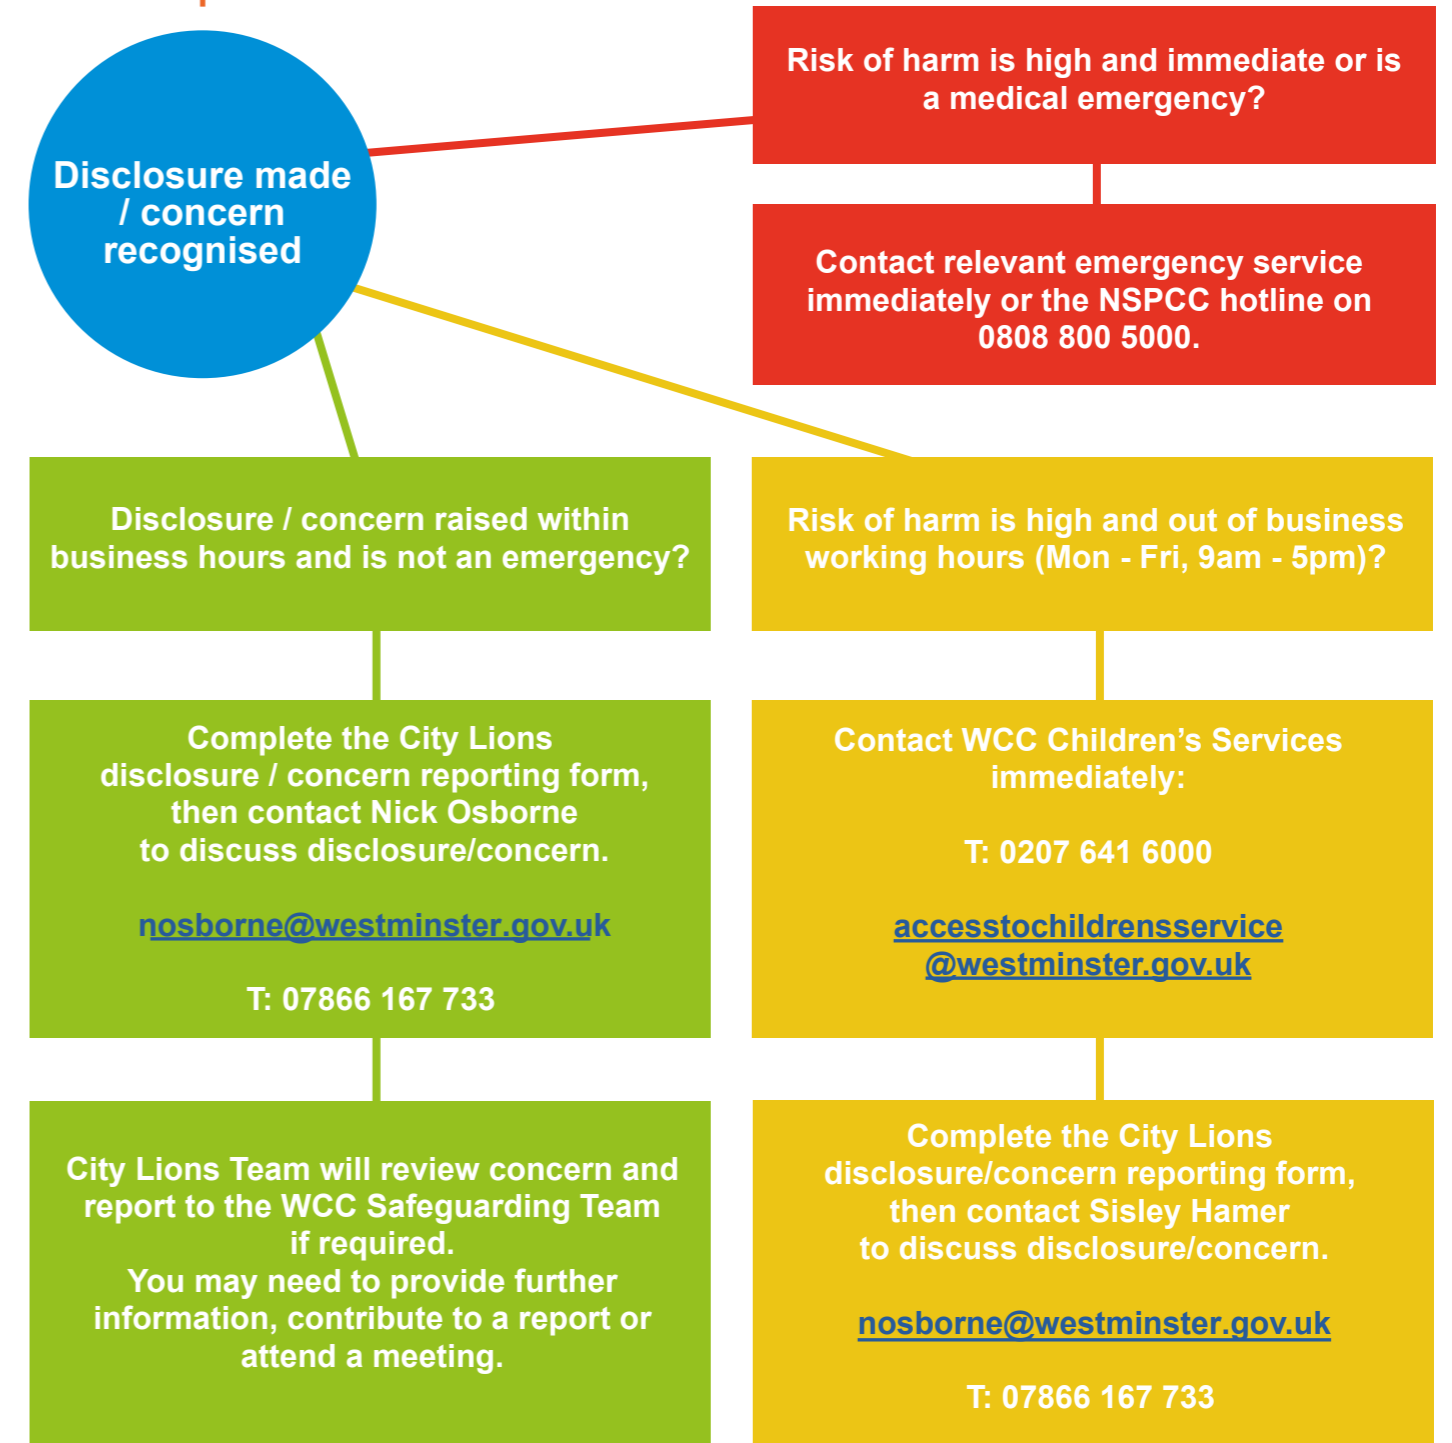 Disclosure made
/ concern
recognised
Risk of harm is high and immediate or is
a medical emergency?
Contact relevant emergency service
immediately or the NSPCC hotline on
0808 800 5000.
Disclosure / concern raised within
business hours and is not an emergency?
Complete the City Lions
disclosure / concern reporting form,
then contact Nick Osborne
to discuss disclosure/concern.
nosborne@westminster.gov.uk
T: 07866 167 733
City Lions Team will review concern and
report to the WCC Safeguarding Team
if required.
You may need to provide further
information, contribute to a report or
attend a meeting.
Risk of harm is high and out of business
working hours (Mon - Fri, 9am - 5pm)?
Contact WCC Children’s Services
immediately:
T: 0207 641 6000
accesstochildrensservice
@westminster.gov.uk
Complete the City Lions
disclosure/concern reporting form,
then contact Sisley Hamer
to discuss disclosure/concern.
nosborne@westminster.gov.uk
T: 07866 167 733